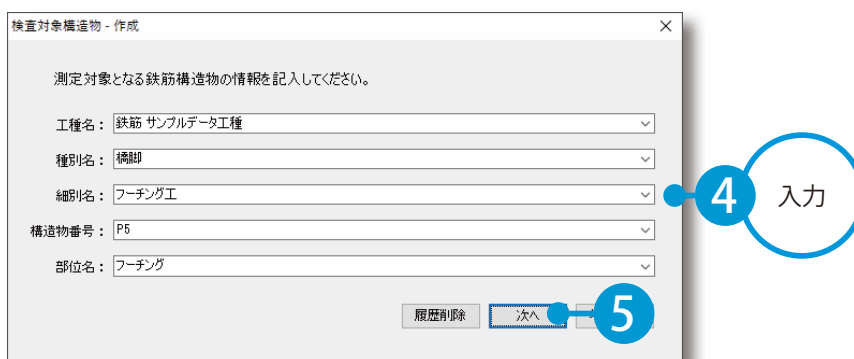 検査対象構造物 - 作成
測定対象となる鉄筋構造物の情報を記入してください。
工種名： 鉄筋 サンプルデータ工種
種別名： 橋脚
細別名： フーチング工
4 入力
構造物番号： P5
部位名： フーチング
履歴削除 次へ 5